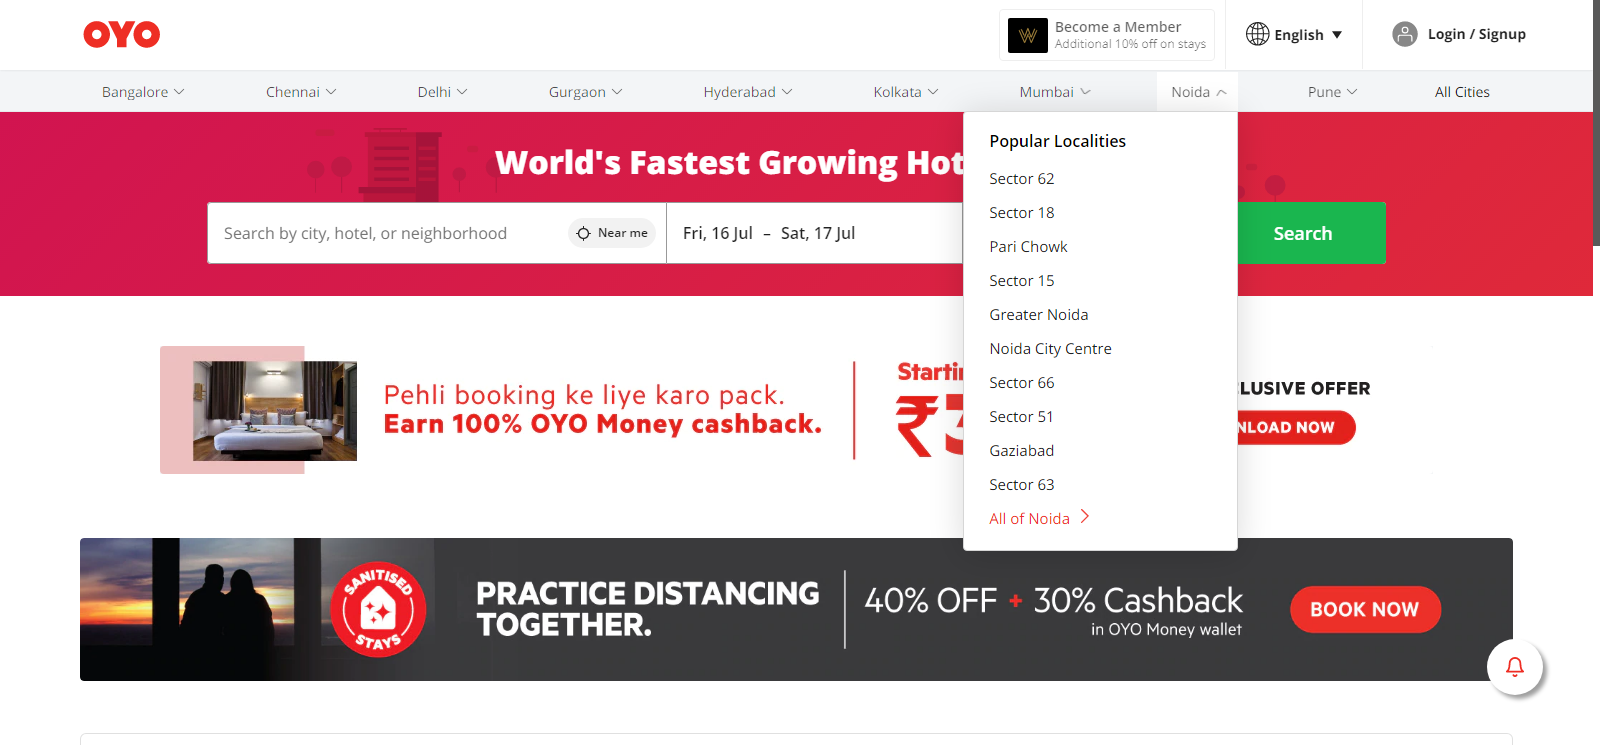 OYO
Become a Member
Additional 10% off on stays
English
Login / Signup
Bangalore
Chennai
Delhi
Gurgaon
Hyderabad
Kolkata
Mumbai
Noida
Pune
All Cities
World's Fastest Growing Hot
Search by city, hotel, or neighborhood
Near me
Fri, 16 Jul – Sat, 17 Jul
Search
Popular Localities
Sector 62
Sector 18
Pari Chowk
Sector 15
Greater Noida
Noida City Centre
Sector 66
Sector 51
Gaziabad
Sector 63
All of Noida
Pehli booking ke liye karo pack.
Earn 100% OYO Money cashback.
Startin
₹3
CLUSIVE OFFER
NLOAD NOW
SANITISED
STAYS
PRACTICE DISTANCING
TOGETHER.
40% OFF + 30% Cashback
in OYO Money wallet
BOOK NOW